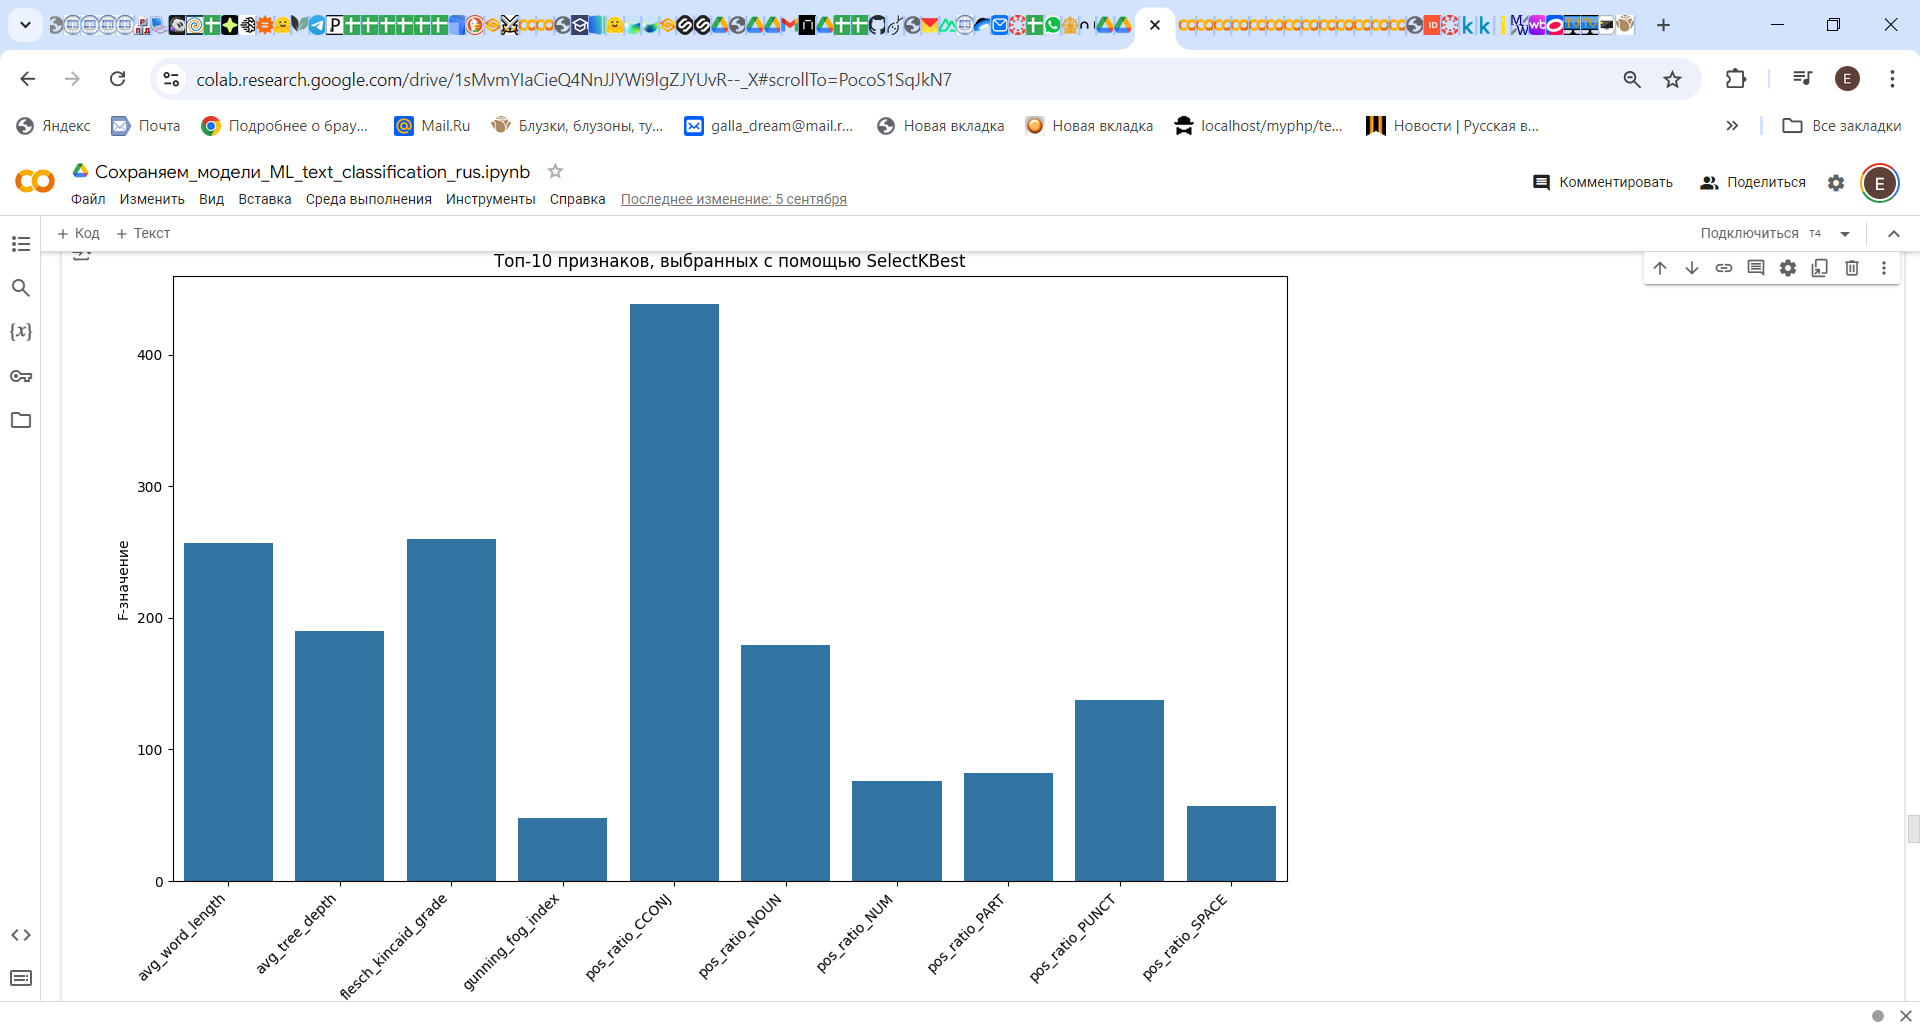 colab.research.google.com/drive/1sMvmYIaCieQ4NnJJYWi9lgZJYUvR--_X#scrollTo=PocoS1SqJkN7
E
Яндекс Почта Подробнее о брау... Mail.Ru Блузки, блузоны, ту... galla_dream@mail.r... Новая вкладка Новая вкладка localhost/myphp/te... Новости | Русская в... Все закладки
Сохраняем_модели_ML_text_classification_rus.ipynb
Комментировать Поделиться E
Файл Изменить Вид Вставка Среда выполнения Инструменты Справка Последнее изменение: 5 сентября
+ Код + Текст Подключиться T4
Топ-10 признаков, выбранных с помощью SelectKBest
{x}
400
300
200
100
0
F-значение
avg_word_length
avg_tree_depth
flesch_kincaid_grade
gunning_fog_index
pos_ratio_CCONJ
pos_ratio_NOUN
pos_ratio_NUM
pos_ratio_PART
pos_ratio_PUNCT
pos_ratio_SPACE